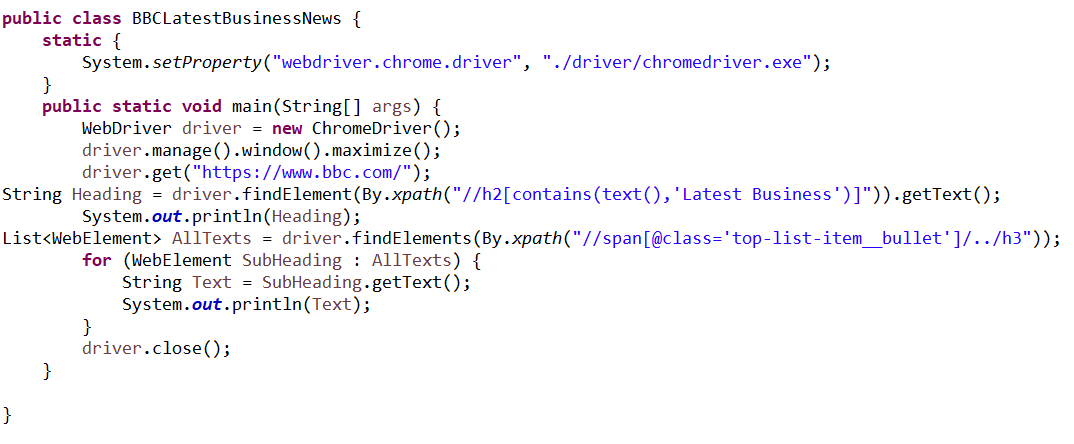 public class BBCLatestBusinessNews {
    static {
        System.setProperty("webdriver.chrome.driver", "./driver/chromedriver.exe");
    }
    public static void main(String[] args) {
        WebDriver driver = new ChromeDriver();
        driver.manage().window().maximize();
        driver.get("https://www.bbc.com/");
String Heading = driver.findElement(By.xpath("//h2[contains(text(),'Latest Business')]")).getText();
        System.out.println(Heading);
List<WebElement> AllTexts = driver.findElements(By.xpath("//span[@class='top-list-item__bullet']/../h3"));
        for (WebElement SubHeading : AllTexts) {
            String Text = SubHeading.getText();
            System.out.println(Text);
        }
        driver.close();
    }

}